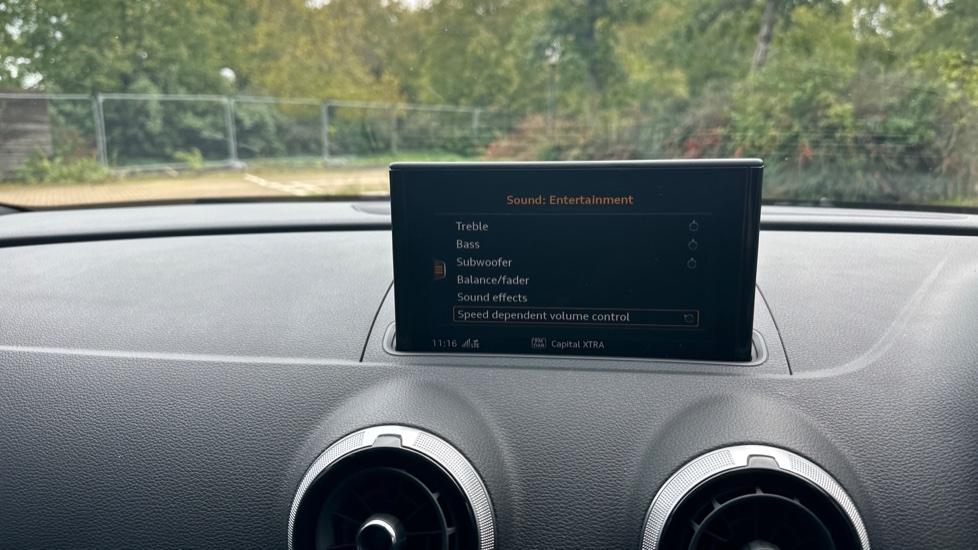 Sound: Entertainment
Treble
Bass
Subwoofer
Balance/fader
Sound effects
Speed dependent volume control
11:16 Capital XTRA